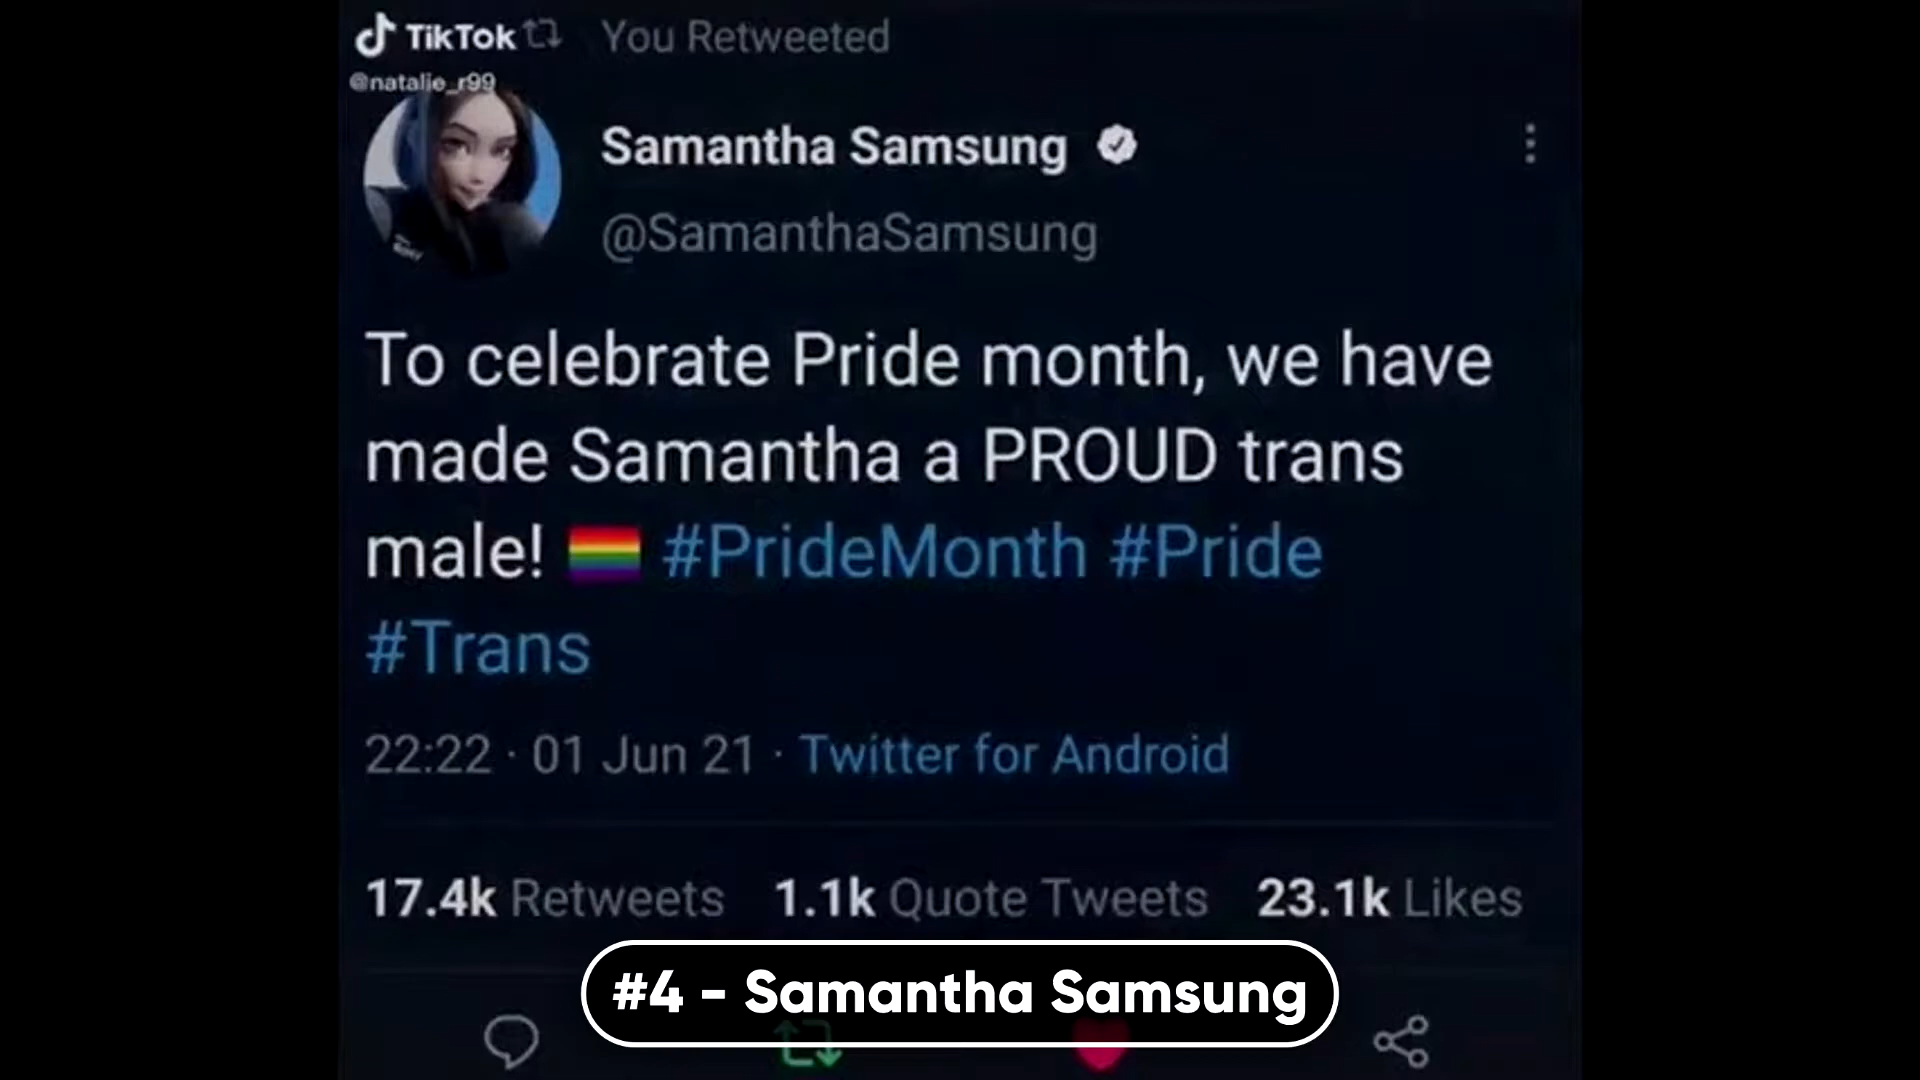 TikTok
You Retweeted
@natalie_r99
Samantha Samsung
@SamanthaSamsung
To celebrate Pride month, we have
made Samantha a PROUD trans
male! 🏳️‍🌈 #PrideMonth #Pride
#Trans
22:22 · 01 Jun 21 · Twitter for Android
17.4k Retweets 1.1k Quote Tweets 23.1k Likes
#4 - Samantha Samsung